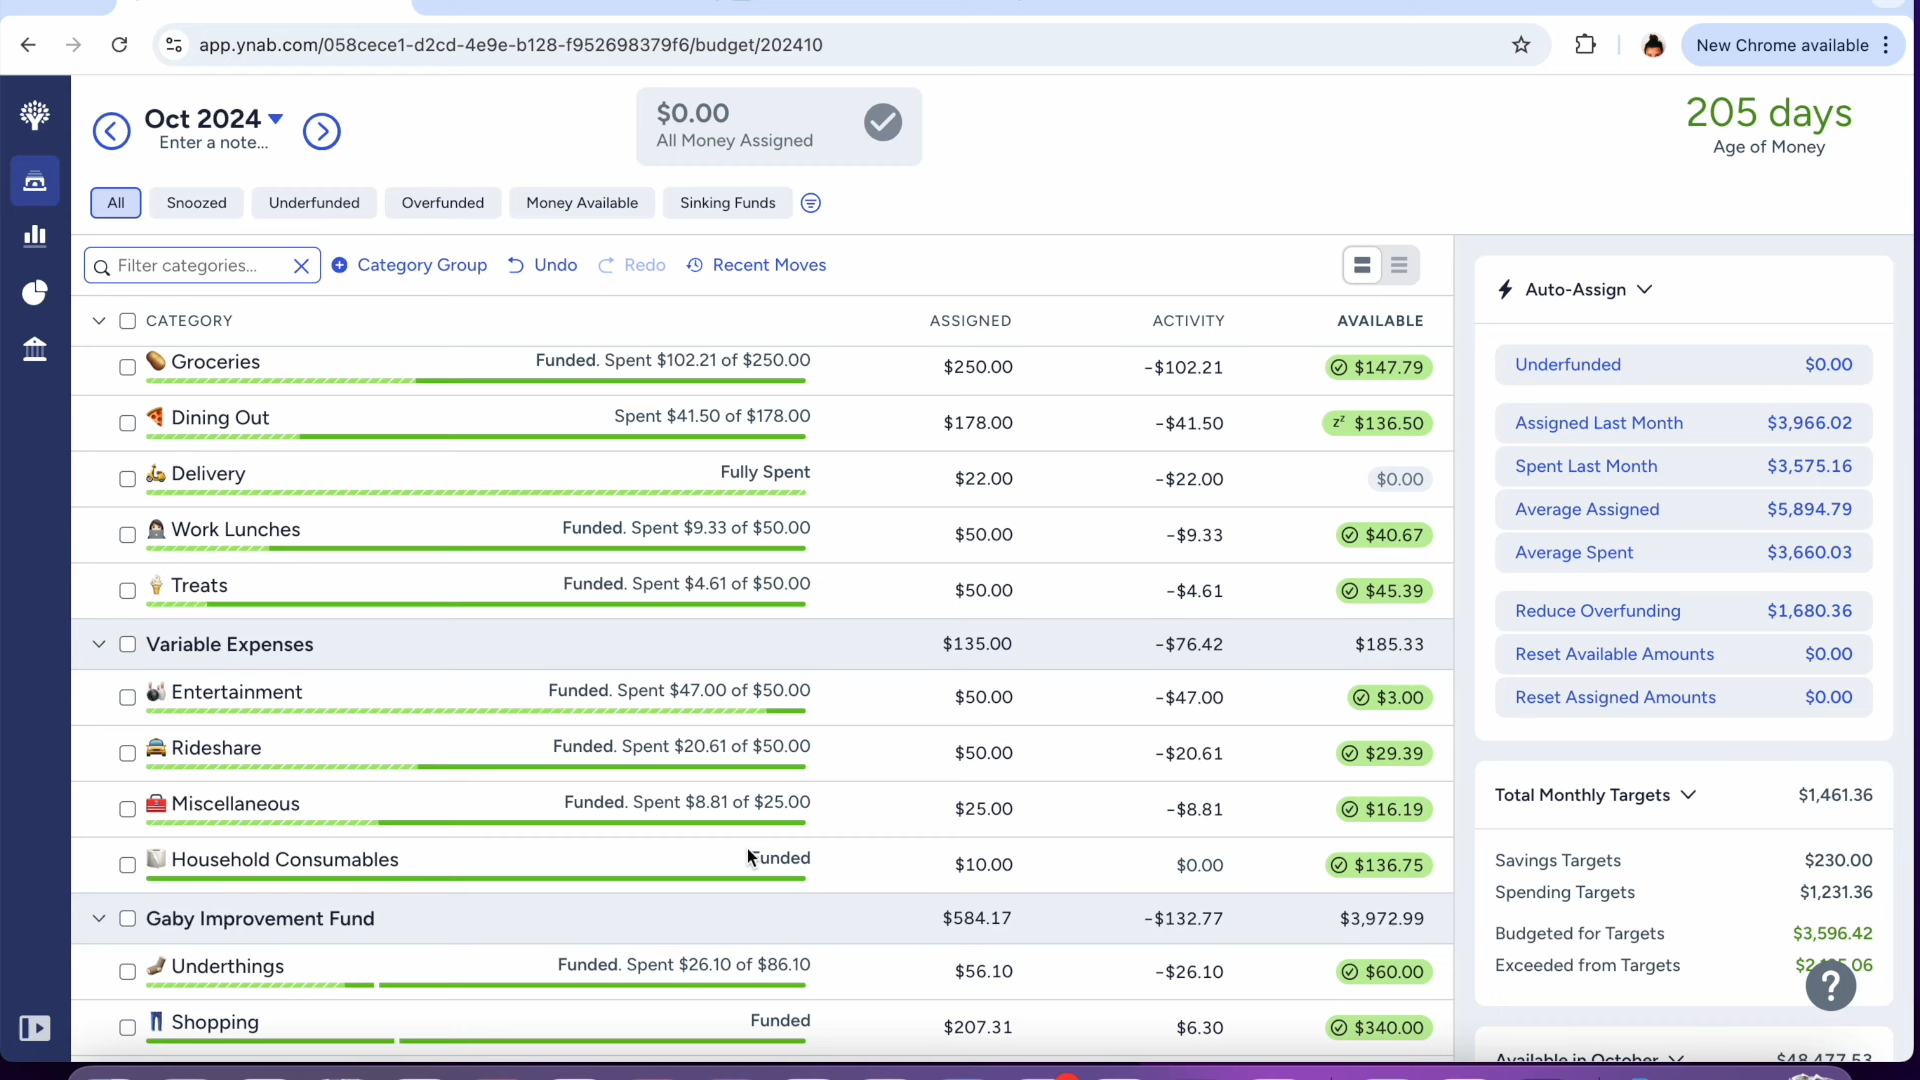 app.ynab.com/058cece1-d2cd-4e9e-b128-f952698379f6/budget/202410
New Chrome available
Oct 2024
Enter a note...
$0.00
All Money Assigned
205 days
Age of Money
All Snoozed Underfunded Overfunded Money Available Sinking Funds
Filter categories... Category Group Undo Redo Recent Moves
CATEGORY ASSIGNED ACTIVITY AVAILABLE
Groceries Funded. Spent $102.21 of $250.00 $250.00 -$102.21 $147.79
Dining Out Spent $41.50 of $178.00 $178.00 -$41.50 zz $136.50
Delivery Fully Spent $22.00 -$22.00 $0.00
Work Lunches Funded. Spent $9.33 of $50.00 $50.00 -$9.33 $40.67
Treats Funded. Spent $4.61 of $50.00 $50.00 -$4.61 $45.39
Variable Expenses $135.00 -$76.42 $185.33
Entertainment Funded. Spent $47.00 of $50.00 $50.00 -$47.00 $3.00
Rideshare Funded. Spent $20.61 of $50.00 $50.00 -$20.61 $29.39
Miscellaneous Funded. Spent $8.81 of $25.00 $25.00 -$8.81 $16.19
Household Consumables Funded $10.00 $0.00 $136.75
Gaby Improvement Fund $584.17 -$132.77 $3,972.99
Underthings Funded. Spent $26.10 of $86.10 $56.10 -$26.10 $60.00
Shopping Funded $207.31 $6.30 $340.00
Auto-Assign
Underfunded $0.00
Assigned Last Month $3,966.02
Spent Last Month $3,575.16
Average Assigned $5,894.79
Average Spent $3,660.03
Reduce Overfunding $1,680.36
Reset Available Amounts $0.00
Reset Assigned Amounts $0.00
Total Monthly Targets $1,461.36
Savings Targets $230.00
Spending Targets $1,231.36
Budgeted for Targets $3,596.42
Exceeded from Targets
?
Available in October $48,477.53